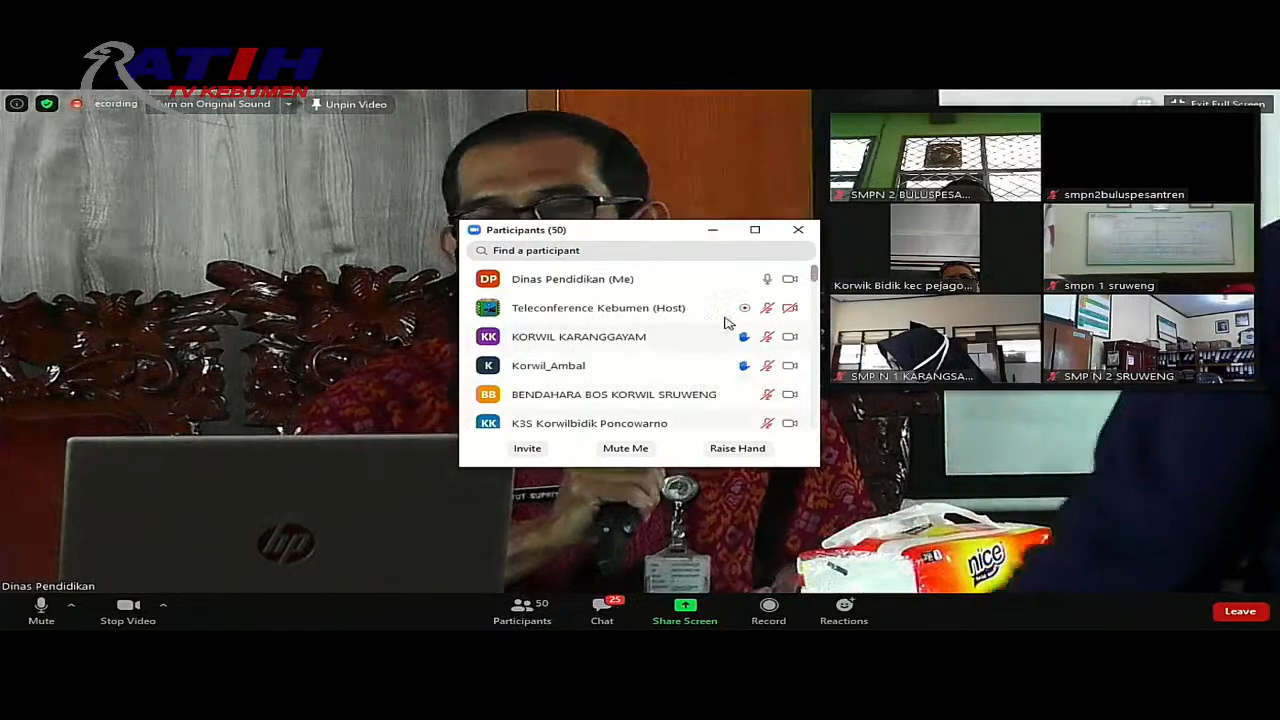 RATIH
TV KEBUMEN
ecording
Turn on Original Sound
Unpin Video
Exit Full Screen
SMPN 2 BULUSPESA...
smpn2buluspesantren
Korwik Bidik kec pejago...
smpn 1 sruweng
SMP N 1 KARANGSA...
SMP N 2 SRUWENG
Participants (50)
Find a participant
DP Dinas Pendidikan (Me)
Teleconference Kebumen (Host)
KK KORWIL KARANGGAYAM
K Korwil_Ambal
BB BENDAHARA BOS KORWIL SRUWENG
KK K3S Korwilbidik Poncowarno
Invite Mute Me Raise Hand
hp
nice
Dinas Pendidikan
Mute
Stop Video
Participants 50
Chat 25
Share Screen
Record
Reactions
Leave